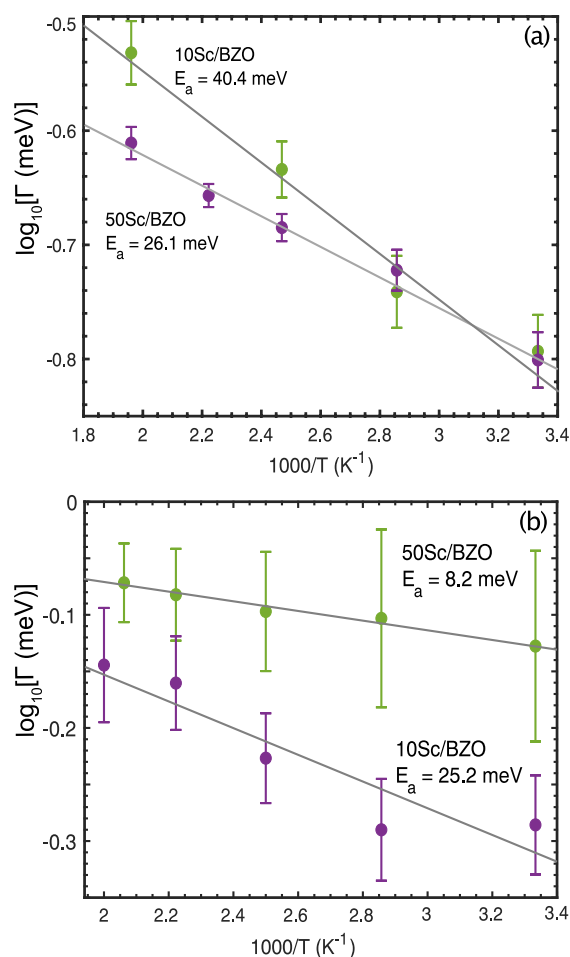 (a)
-0.5
-0.6
-0.7
-0.8
log₁₀[Γ (meV)]
10Sc/BZO
Eₐ = 40.4 meV
50Sc/BZO
Eₐ = 26.1 meV
1.8 2 2.2 2.4 2.6 2.8 3 3.2 3.4
1000/T (K⁻¹)
(b)
0
-0.1
-0.2
-0.3
log₁₀[Γ (meV)]
50Sc/BZO
Eₐ = 8.2 meV
10Sc/BZO
Eₐ = 25.2 meV
2 2.2 2.4 2.6 2.8 3 3.2 3.4
1000/T (K⁻¹)